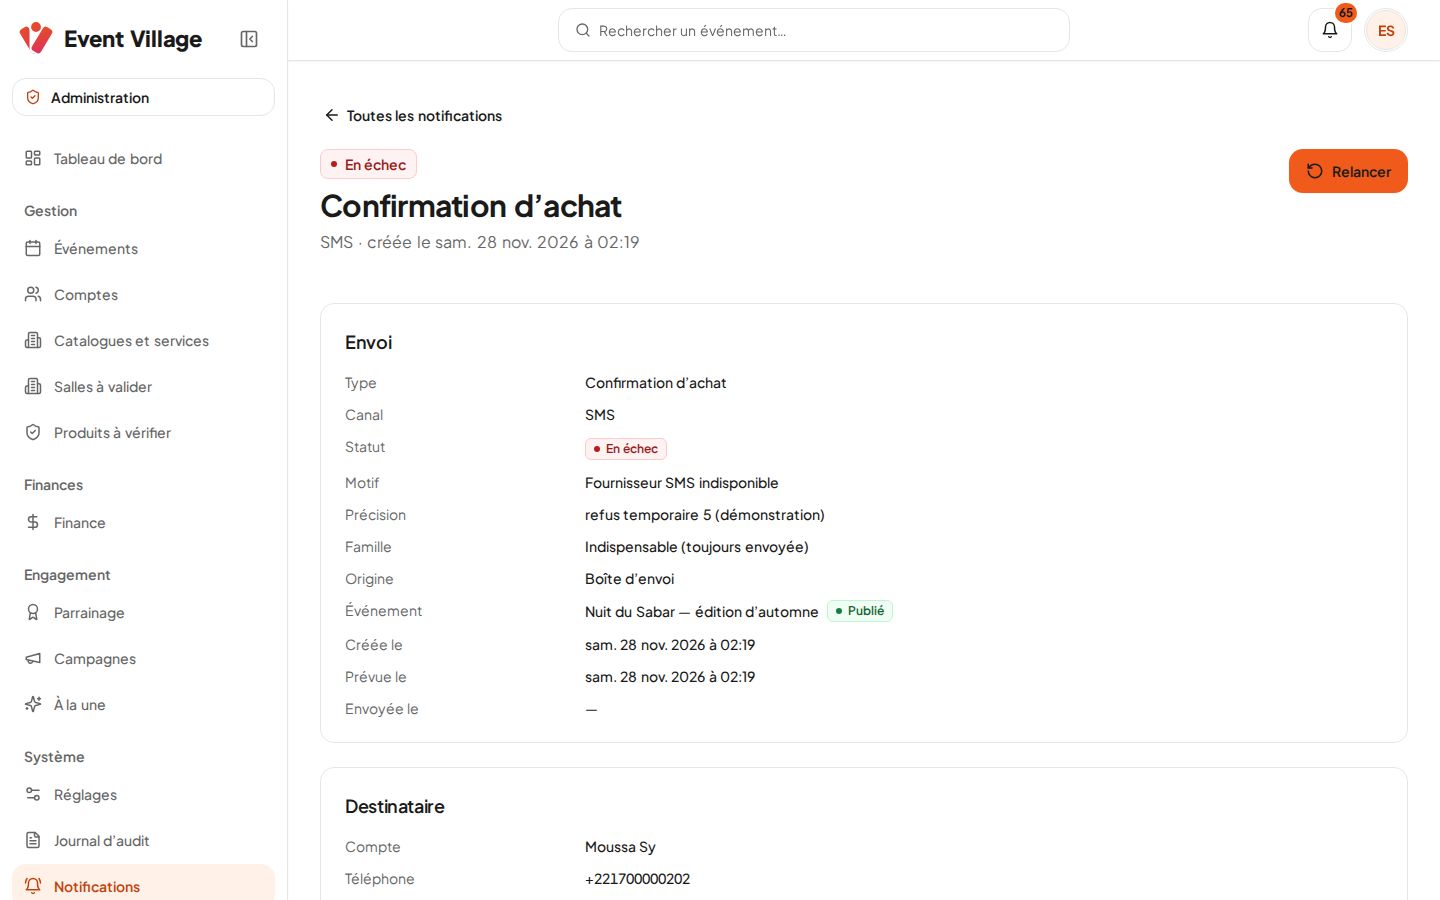 Event Village
Rechercher un événement…
65
ES
Administration
Tableau de bord
Gestion
Événements
Comptes
Catalogues et services
Salles à valider
Produits à vérifier
Finances
Finance
Engagement
Parrainage
Campagnes
À la une
Système
Réglages
Journal d’audit
Notifications
Toutes les notifications
En échec
Relancer
Confirmation d’achat
SMS · créée le sam. 28 nov. 2026 à 02:19
Envoi
Type Confirmation d’achat
Canal SMS
Statut En échec
Motif Fournisseur SMS indisponible
Précision refus temporaire 5 (démonstration)
Famille Indispensable (toujours envoyée)
Origine Boîte d’envoi
Événement Nuit du Sabar — édition d’automne Publié
Créée le sam. 28 nov. 2026 à 02:19
Prévue le sam. 28 nov. 2026 à 02:19
Envoyée le —
Destinataire
Compte Moussa Sy
Téléphone +221700000202